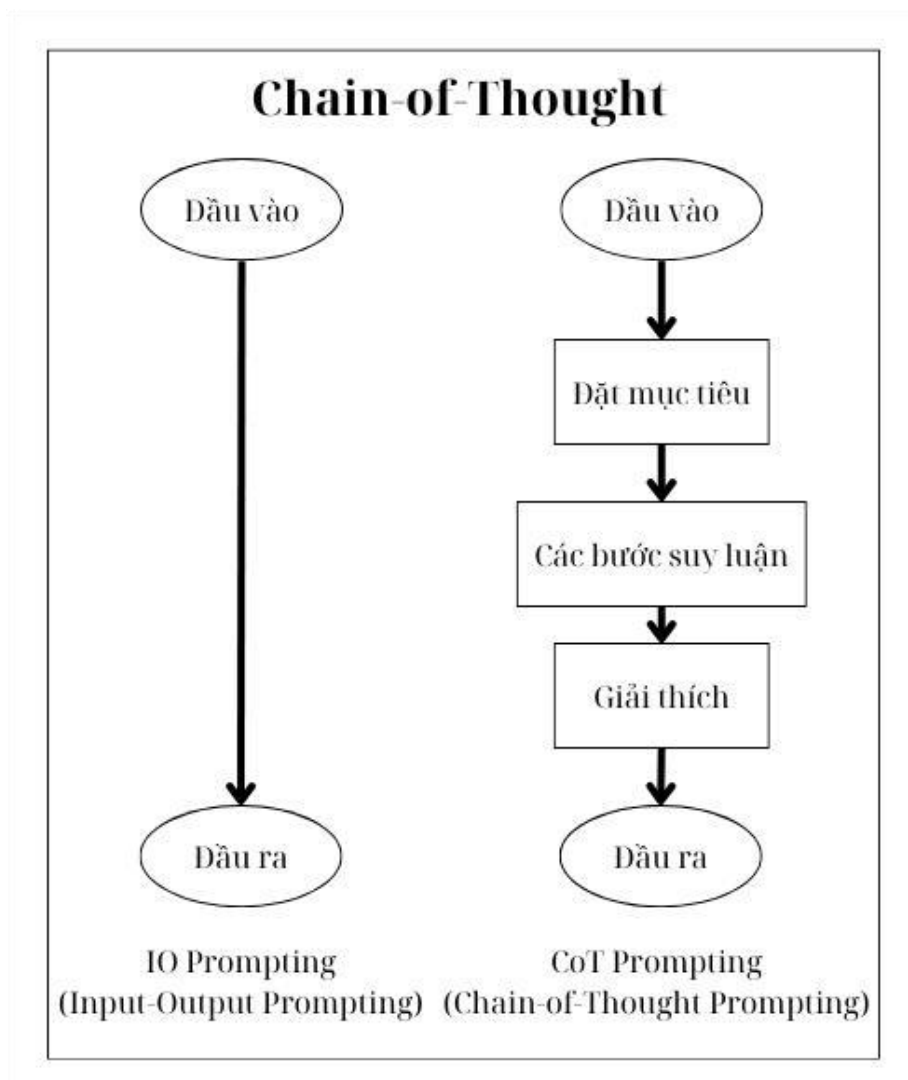 Chain-of-Thought
Đầu vào
Đầu ra
IO Prompting
(Input-Output Prompting)
Đầu vào
Đặt mục tiêu
Các bước suy luận
Giải thích
Đầu ra
CoT Prompting
(Chain-of-Thought Prompting)